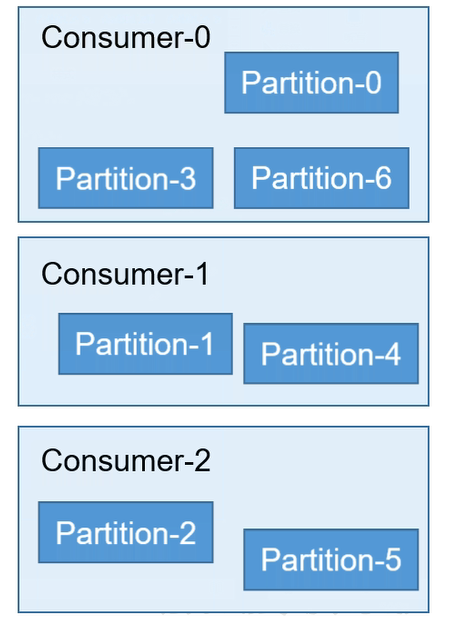 Consumer-0
Partition-0
Partition-3
Partition-6
Consumer-1
Partition-1
Partition-4
Consumer-2
Partition-2
Partition-5